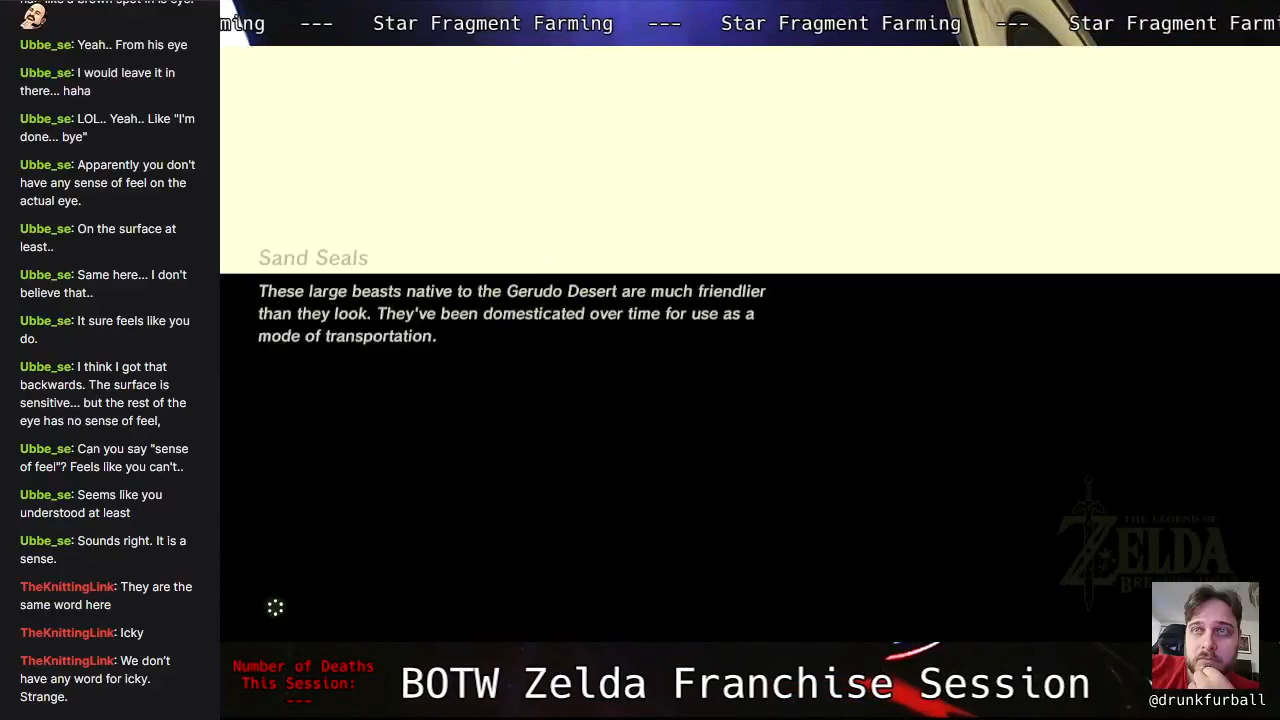 ming --- Star Fragment Farming --- Star Fragment Farming --- Star Fragment Farm
Ubbe_se: Yeah.. From his eye
Ubbe_se: I would leave it in
there... haha
Ubbe_se: LOL.. Yeah.. Like "I'm
done... bye"
Ubbe_se: Apparently you don't
have any sense of feel on the
actual eye.
Ubbe_se: On the surface at
least..
Ubbe_se: Same here... I don't
believe that..
Ubbe_se: It sure feels like you
do.
Ubbe_se: I think I got that
backwards. The surface is
sensitive... but the rest of the
eye has no sense of feel,
Ubbe_se: Can you say "sense
of feel"? Feels like you can't..
Ubbe_se: Seems like you
understood at least
Ubbe_se: Sounds right. It is a
sense.
TheKnittingLink: They are the
same word here
TheKnittingLink: Icky
TheKnittingLink: We don't
have any word for icky.
Strange.
Sand Seals
These large beasts native to the Gerudo Desert are much friendlier
than they look. They've been domesticated over time for use as a
mode of transportation.
THE LEGEND OF
ZELDA
Number of Deaths
This Session:
---
BOTW Zelda Franchise Session
@drunkfurball